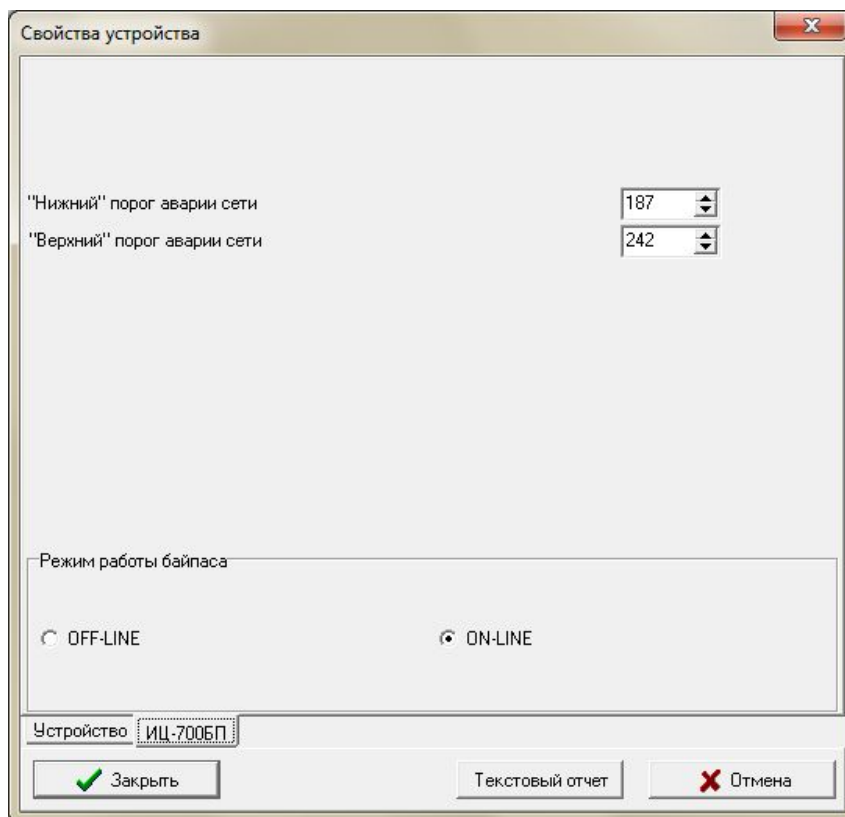 Свойства устройства
"Нижний" порог аварии сети 187
"Верхний" порог аварии сети 242
Режим работы байпаса
OFF-LINE ON-LINE
Устройство ИЦ-700БП
Закрыть Текстовый отчет Отмена